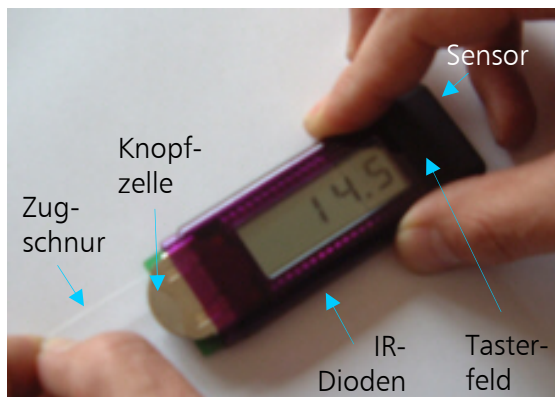 Sensor
Knopf-
zelle
Zug-
schnur
14.5
IR-
Dioden
Taster-
feld